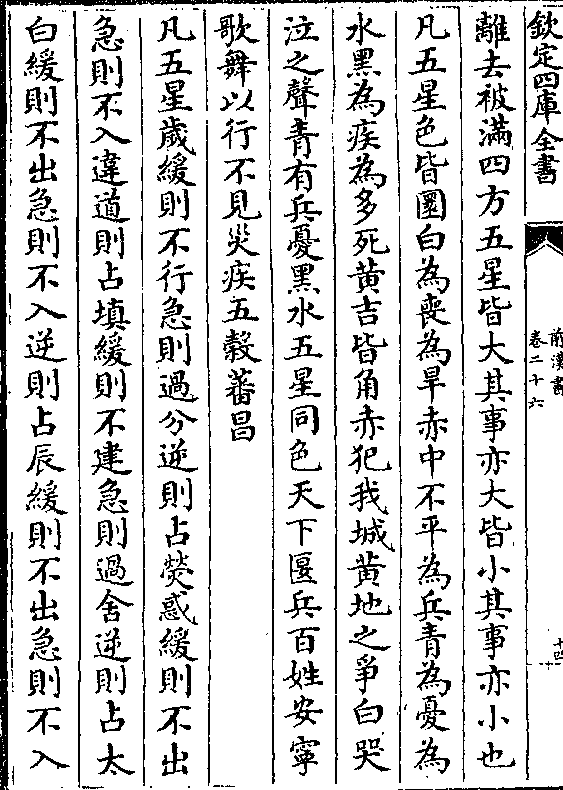 欽定四庫全書
前漢書
卷二十六
十四
離去被滿四方五星皆大其事亦大皆小其事亦小也
凡五星色皆圜白為喪為旱赤中不平為兵青為憂為
水黑為疾為多死黄吉皆角赤犯我城黄地之爭白哭
泣之聲青有兵憂黑水五星同色天下匽兵百姓安寧
歌舞以行不見災疾五穀蕃昌
凡五星歲緩則不行急則過分逆則占熒惑緩則不出
急則不入違道則占填緩則不建急則過舍逆則占太
白緩則不出急則不入逆則占辰緩則不出急則不入